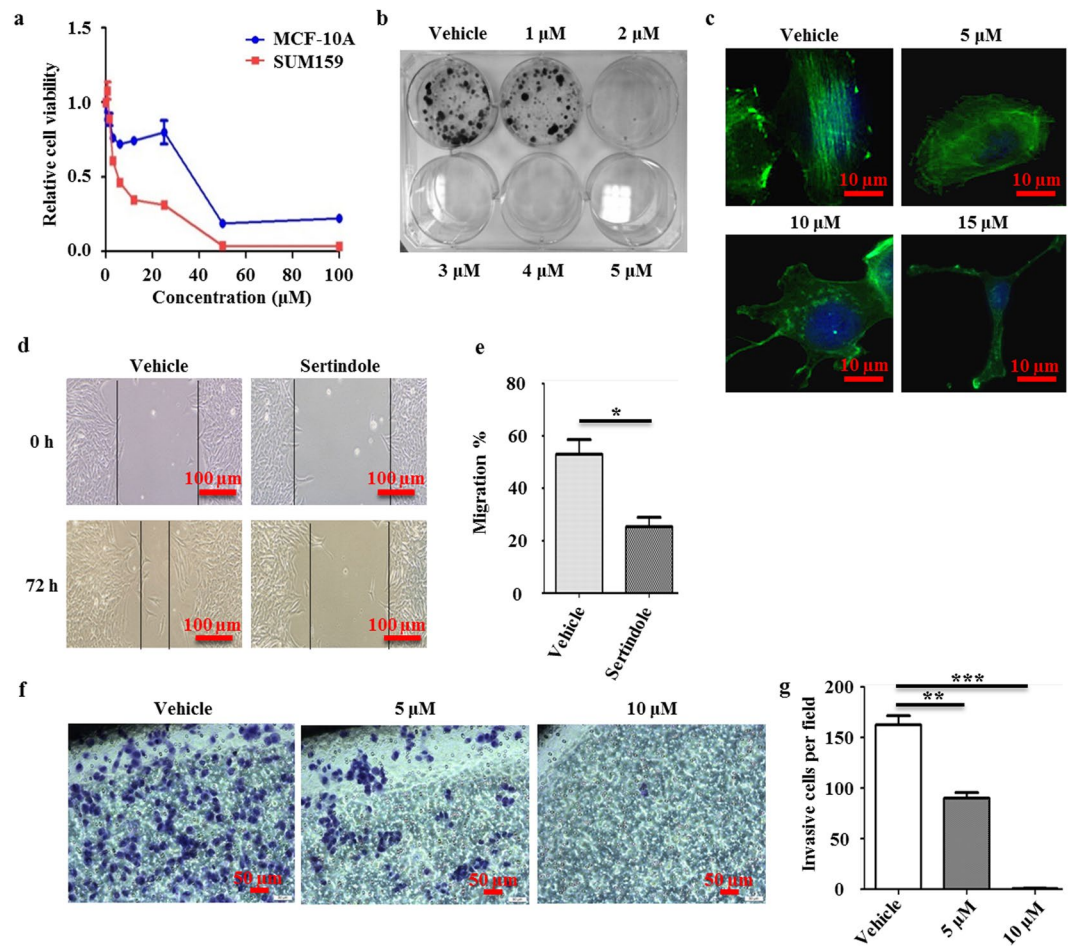 a
1.5
1.0
0.5
0.0
0 20 40 60 80 100
Relative cell viability
Concentration (µM)
MCF-10A
SUM159
b
Vehicle 1 µM 2 µM
3 µM 4 µM 5 µM
c
Vehicle 5 µM
10 µm 10 µm
10 µM 15 µM
10 µm 10 µm
d
Vehicle Sertindole
0 h
100 µm 100 µm
72 h
100 µm 100 µm
e
80
60
40
20
0
Migration %
*
Vehicle Sertindole
f
Vehicle 5 µM 10 µM
50 µm 50 µm 50 µm
g
200
150
100
50
0
Invasive cells per field
***
**
Vehicle 5 µM 10 µM